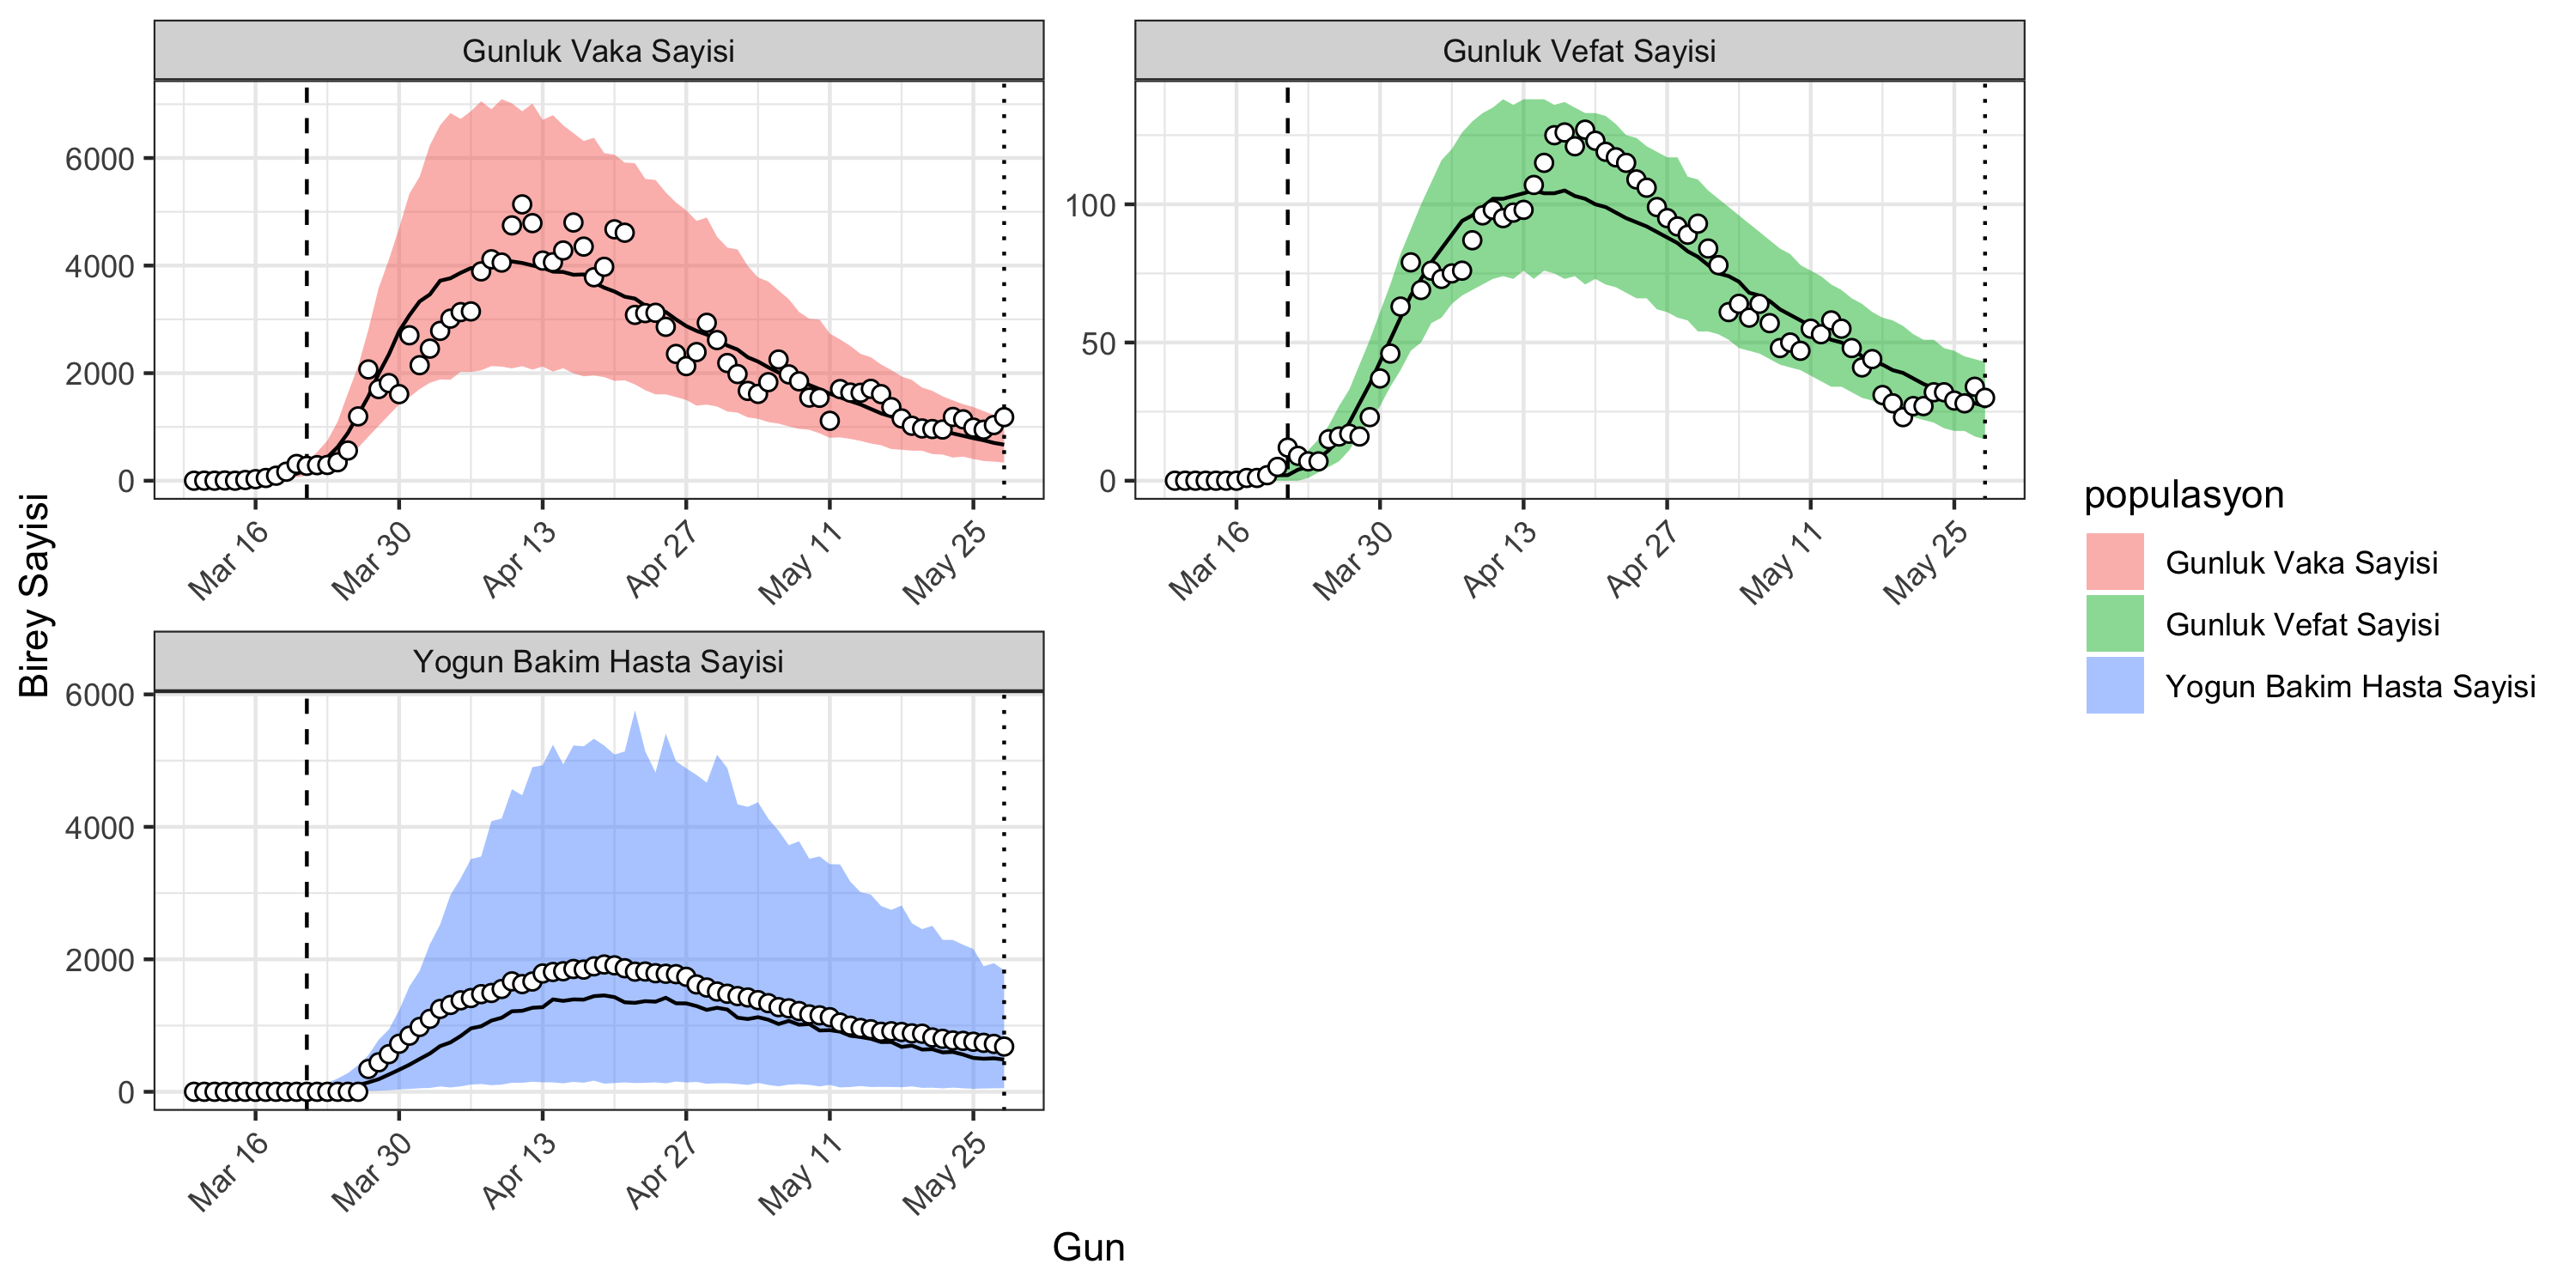 Gunluk Vaka Sayisi
6000
4000
2000
0
Mar 16
Mar 30
Apr 13
Apr 27
May 11
May 25
Gunluk Vefat Sayisi
100
50
0
Mar 16
Mar 30
Apr 13
Apr 27
May 11
May 25
Yogun Bakim Hasta Sayisi
6000
4000
2000
0
Mar 16
Mar 30
Apr 13
Apr 27
May 11
May 25
Birey Sayisi
Gun
populasyon
Gunluk Vaka Sayisi
Gunluk Vefat Sayisi
Yogun Bakim Hasta Sayisi